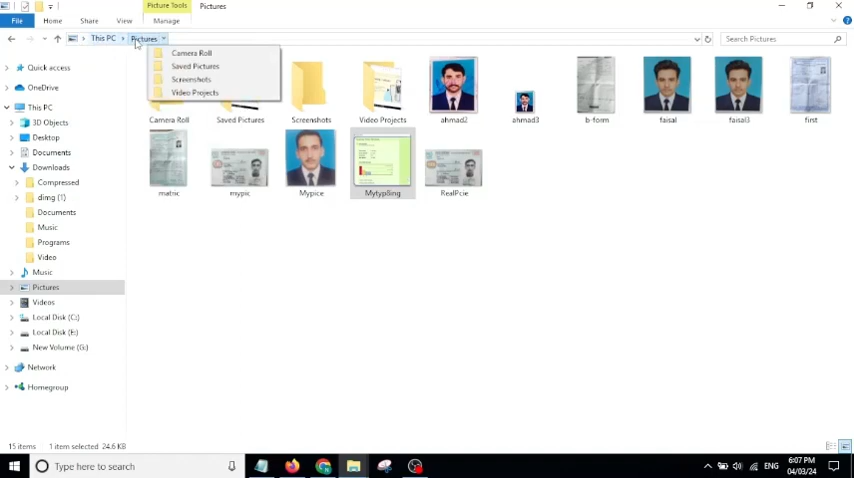 Picture Tools
Pictures
File
Home
Share
View
Manage
This PC
Pictures
Search Pictures
Camera Roll
Saved Pictures
Screenshots
Video Projects
Quick access
OneDrive
This PC
3D Objects
Desktop
Documents
Downloads
Compressed
dimg (1)
Documents
Music
Programs
Video
Music
Pictures
Videos
Local Disk (C:)
Local Disk (E:)
New Volume (G:)
Network
Homegroup
Camera Roll
Saved Pictures
Screenshots
Video Projects
ahmad2
ahmad3
b-form
faisal
faisal3
first
matric
mypic
Mypice
Mytyp8ing
RealPcie
15 items
1 item selected 24.6 KB
Type here to search
ENG
6:07 PM
04/03/24